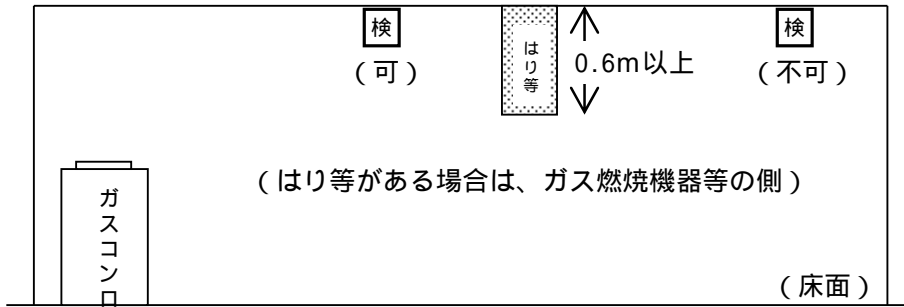 検
(可)
はり等
0.6m以上
検
(不可)
(はり等がある場合は、ガス燃焼機器等の側)
ガスコンロ
(床面)